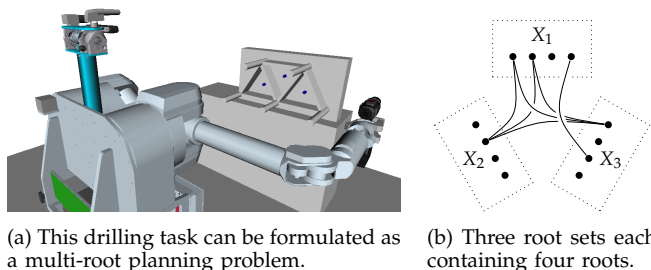 X1
X2
X3
(a) This drilling task can be formulated as
a multi-root planning problem.
(b) Three root sets each
containing four roots.